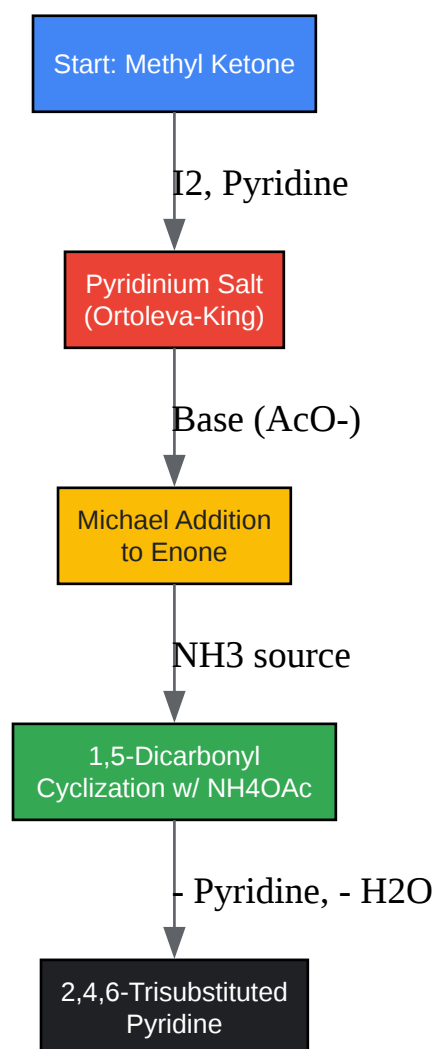 Start: Methyl Ketone
I2, Pyridine
Pyridinium Salt
(Ortoleva-King)
Base (AcO-)
Michael Addition
to Enone
NH3 source
1,5-Dicarbonyl
Cyclization w/ NH4OAc
- Pyridine, - H2O
2,4,6-Trisubstituted
Pyridine